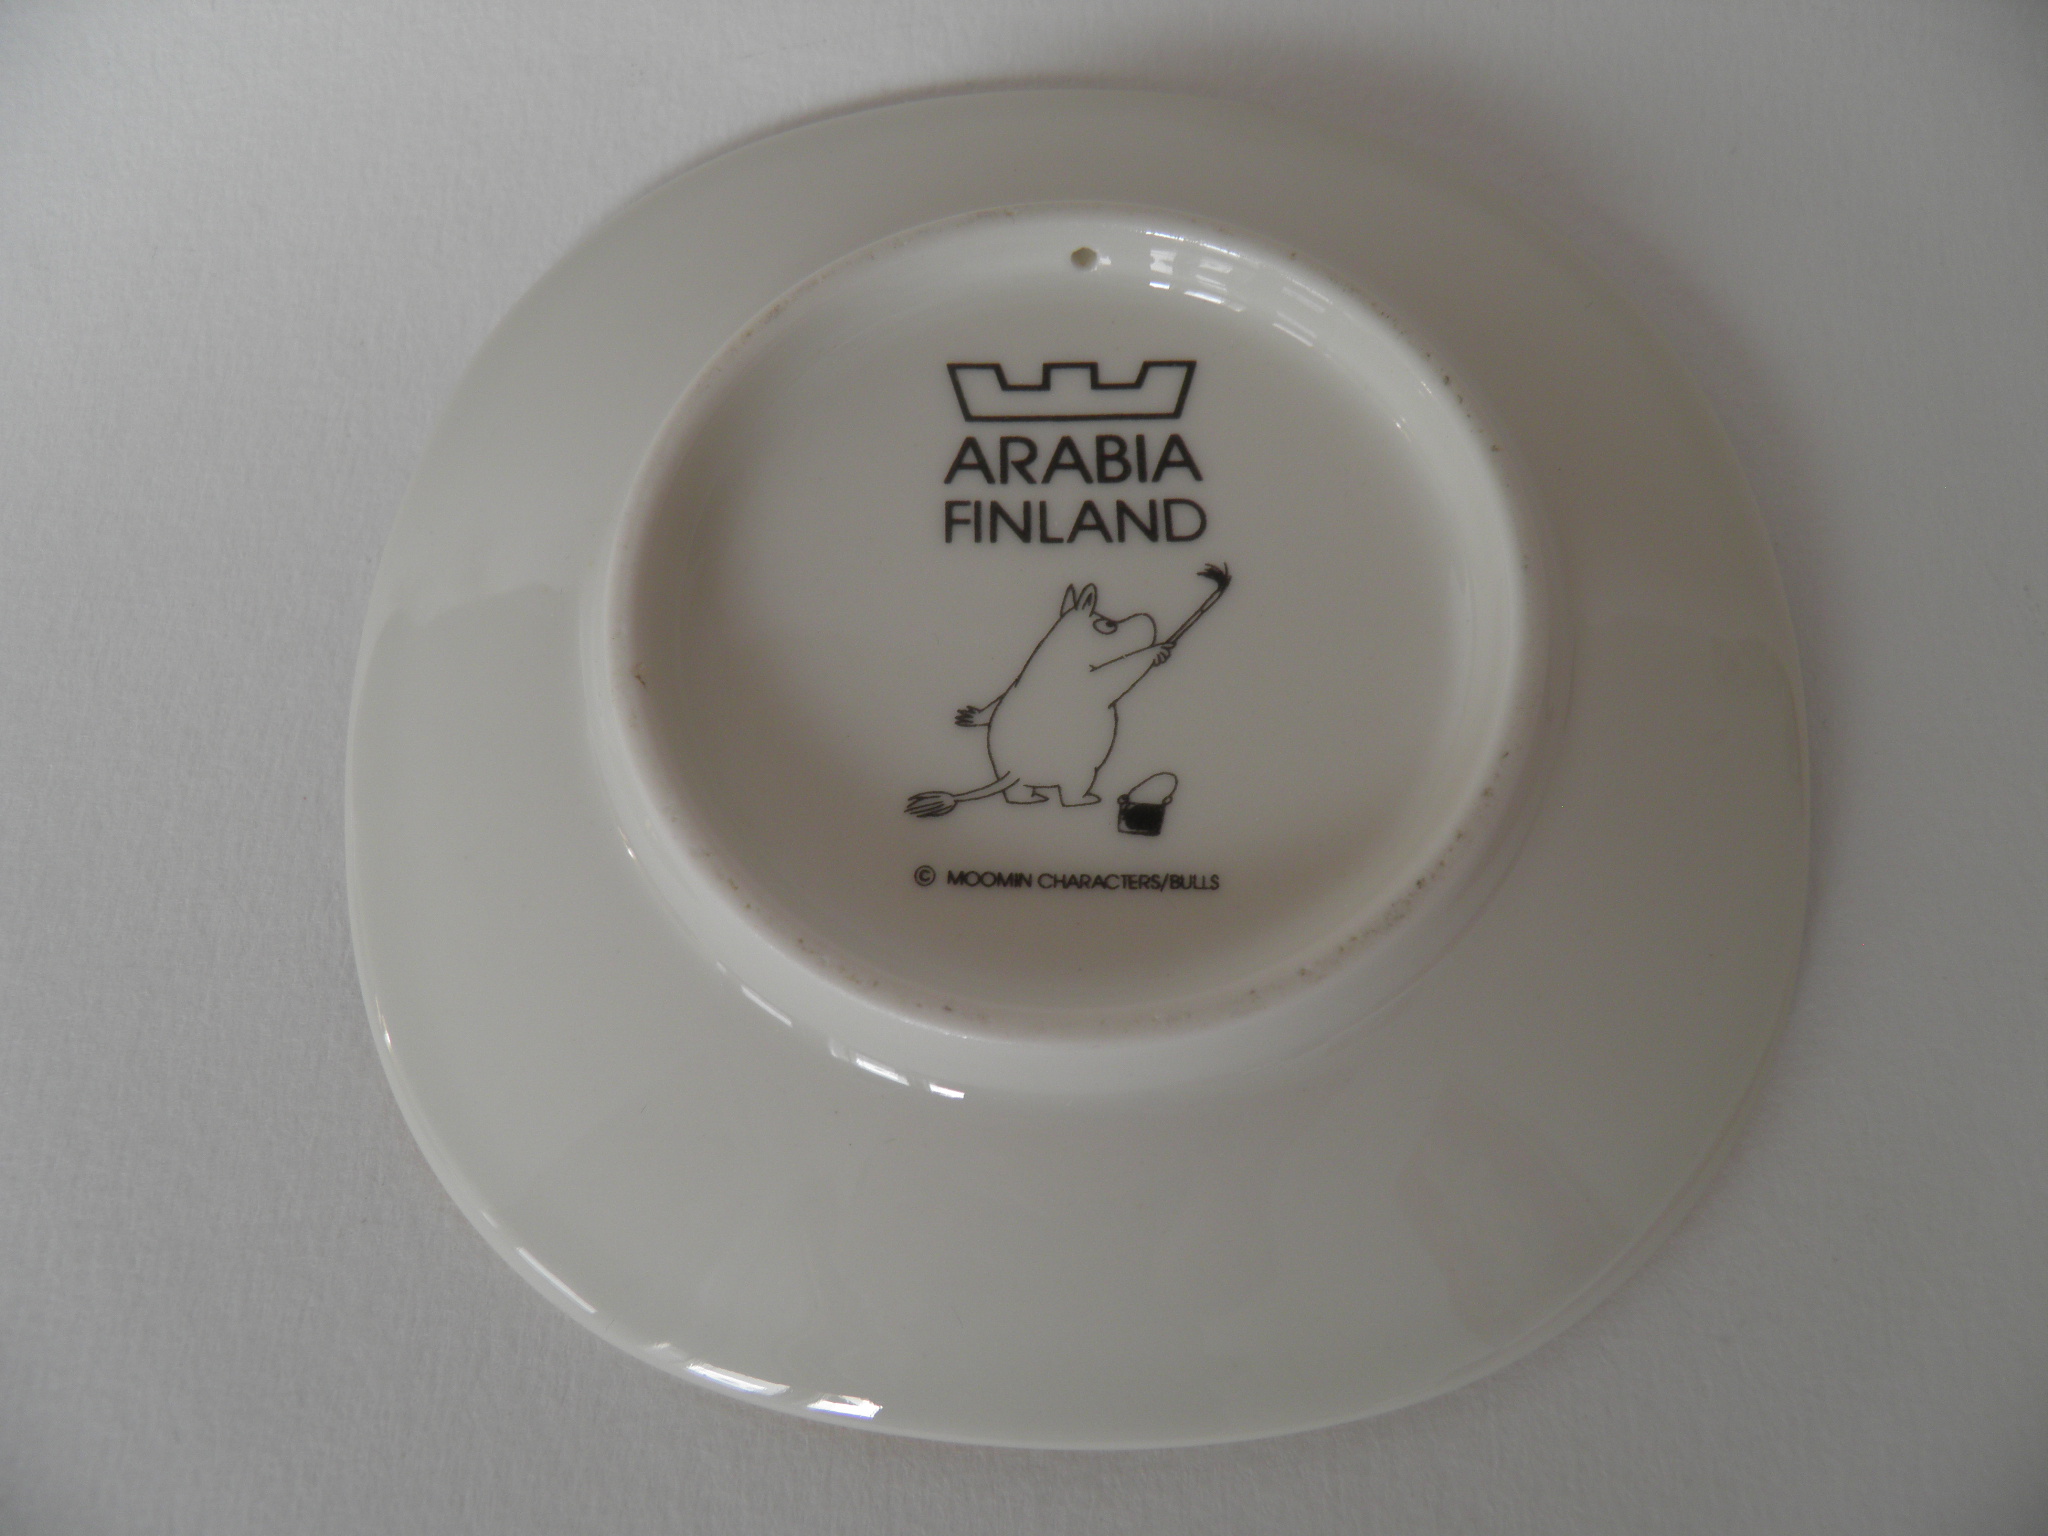 ARABIA
FINLAND
© MOOMIN CHARACTERS/BULLS